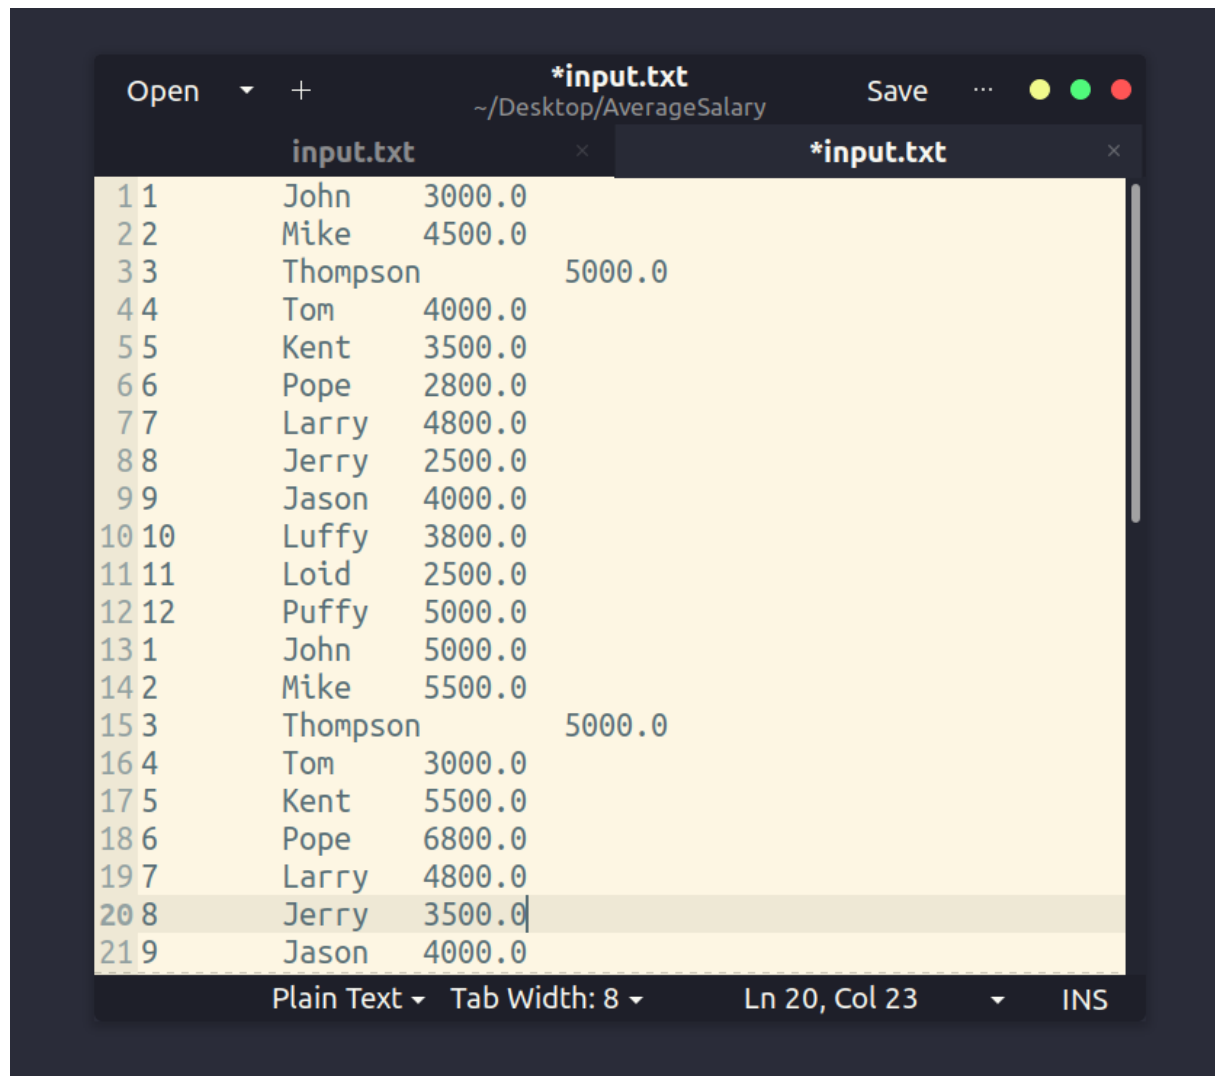 Open + *input.txt Save ...
~/Desktop/AverageSalary
input.txt × *input.txt ×
1 1 John 3000.0
2 2 Mike 4500.0
3 3 Thompson 5000.0
4 4 Tom 4000.0
5 5 Kent 3500.0
6 6 Pope 2800.0
7 7 Larry 4800.0
8 8 Jerry 2500.0
9 9 Jason 4000.0
10 10 Luffy 3800.0
11 11 Loid 2500.0
12 12 Puffy 5000.0
13 1 John 5000.0
14 2 Mike 5500.0
15 3 Thompson 5000.0
16 4 Tom 3000.0
17 5 Kent 5500.0
18 6 Pope 6800.0
19 7 Larry 4800.0
20 8 Jerry 3500.0
21 9 Jason 4000.0
Plain Text Tab Width: 8 Ln 20, Col 23 INS